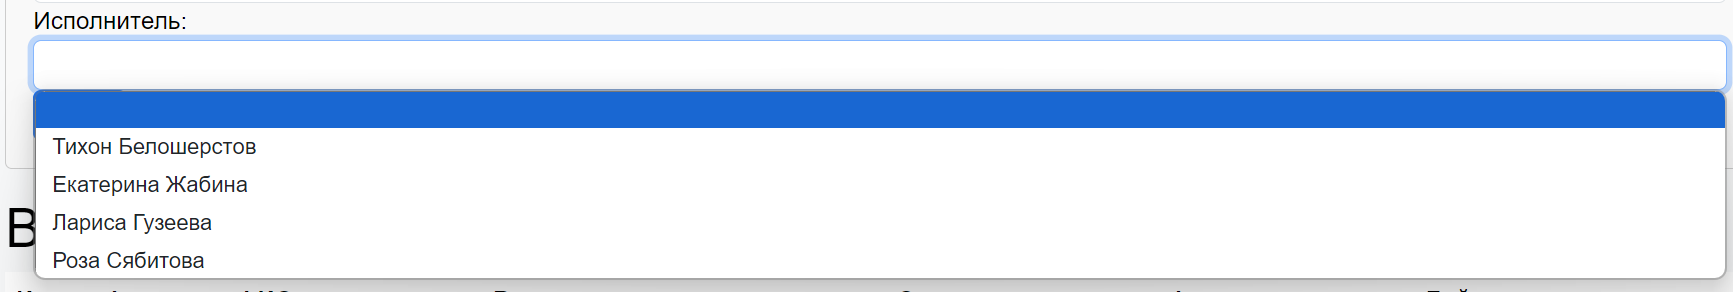 Исполнитель:
Тихон Белошерстов
Екатерина Жабина
Лариса Гузеева
Роза Сябитова
В